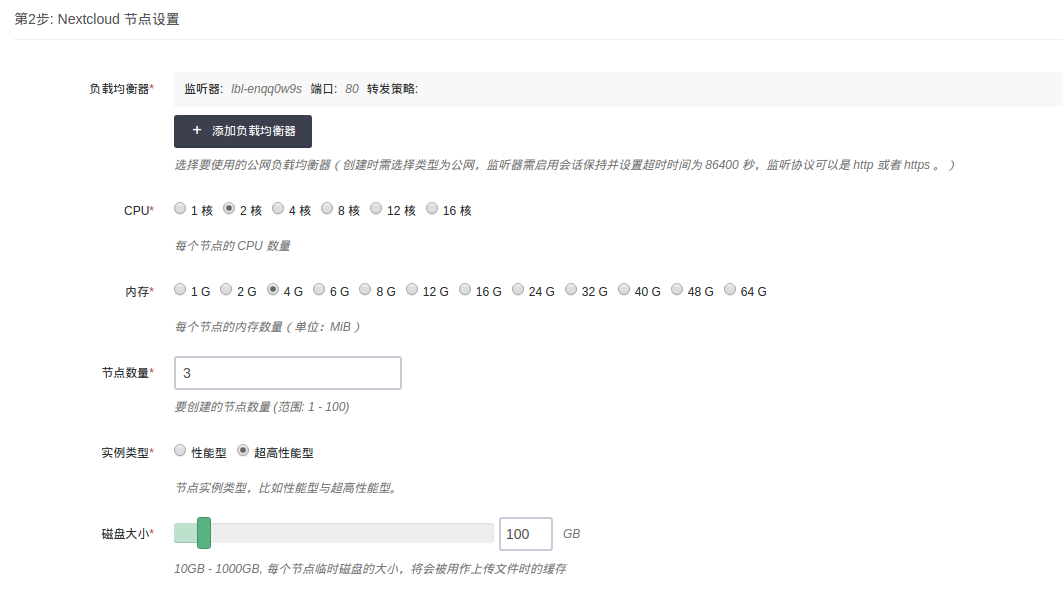 第2步: Nextcloud 节点设置
负载均衡器* 监听器: lbl-enqq0w9s 端口: 80 转发策略:
+ 添加负载均衡器
选择要使用的公网负载均衡器（创建时需选择类型为公网，监听器需启用会话保持并设置超时时间为 86400 秒，监听协议可以是 http 或者 https 。）
CPU* 1 核 2 核 4 核 8 核 12 核 16 核
每个节点的 CPU 数量
内存* 1 G 2 G 4 G 6 G 8 G 12 G 16 G 24 G 32 G 40 G 48 G 64 G
每个节点的内存数量（单位：MiB）
节点数量* 3
要创建的节点数量 (范围: 1 - 100)
实例类型* 性能型 超高性能型
节点实例类型，比如性能型与超高性能型。
磁盘大小* 100 GB
10GB - 1000GB, 每个节点临时磁盘的大小，将会被用作上传文件时的缓存